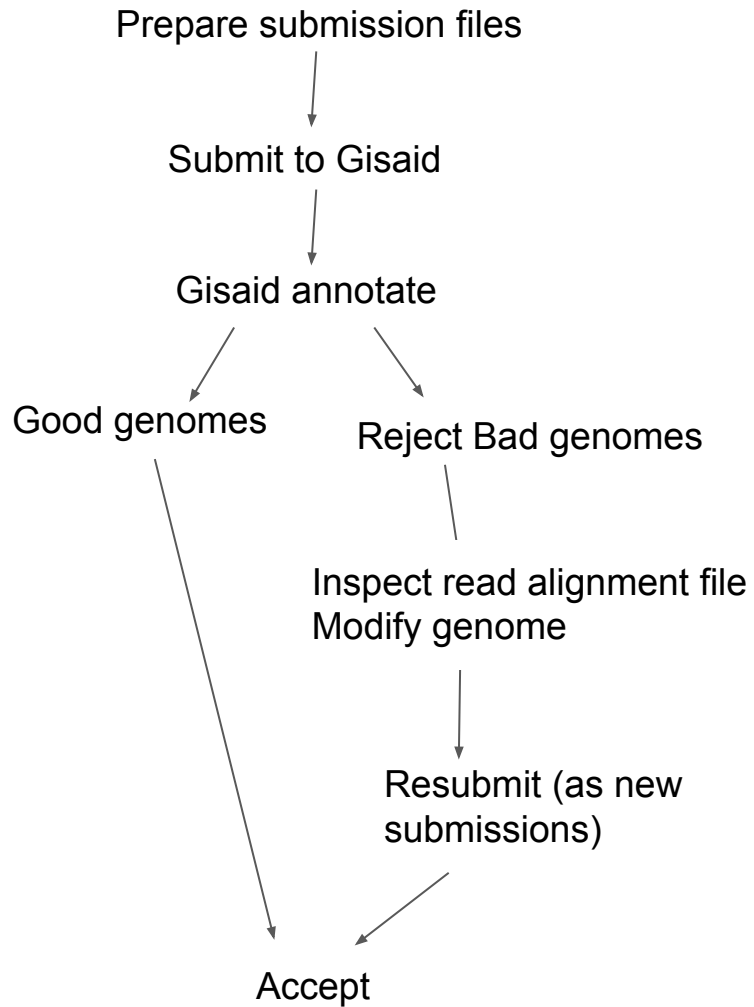 Prepare submission files
Submit to Gisaid
Gisaid annotate
Good genomes
Reject Bad genomes
Inspect read alignment file
Modify genome
Resubmit (as new
submissions)
Accept